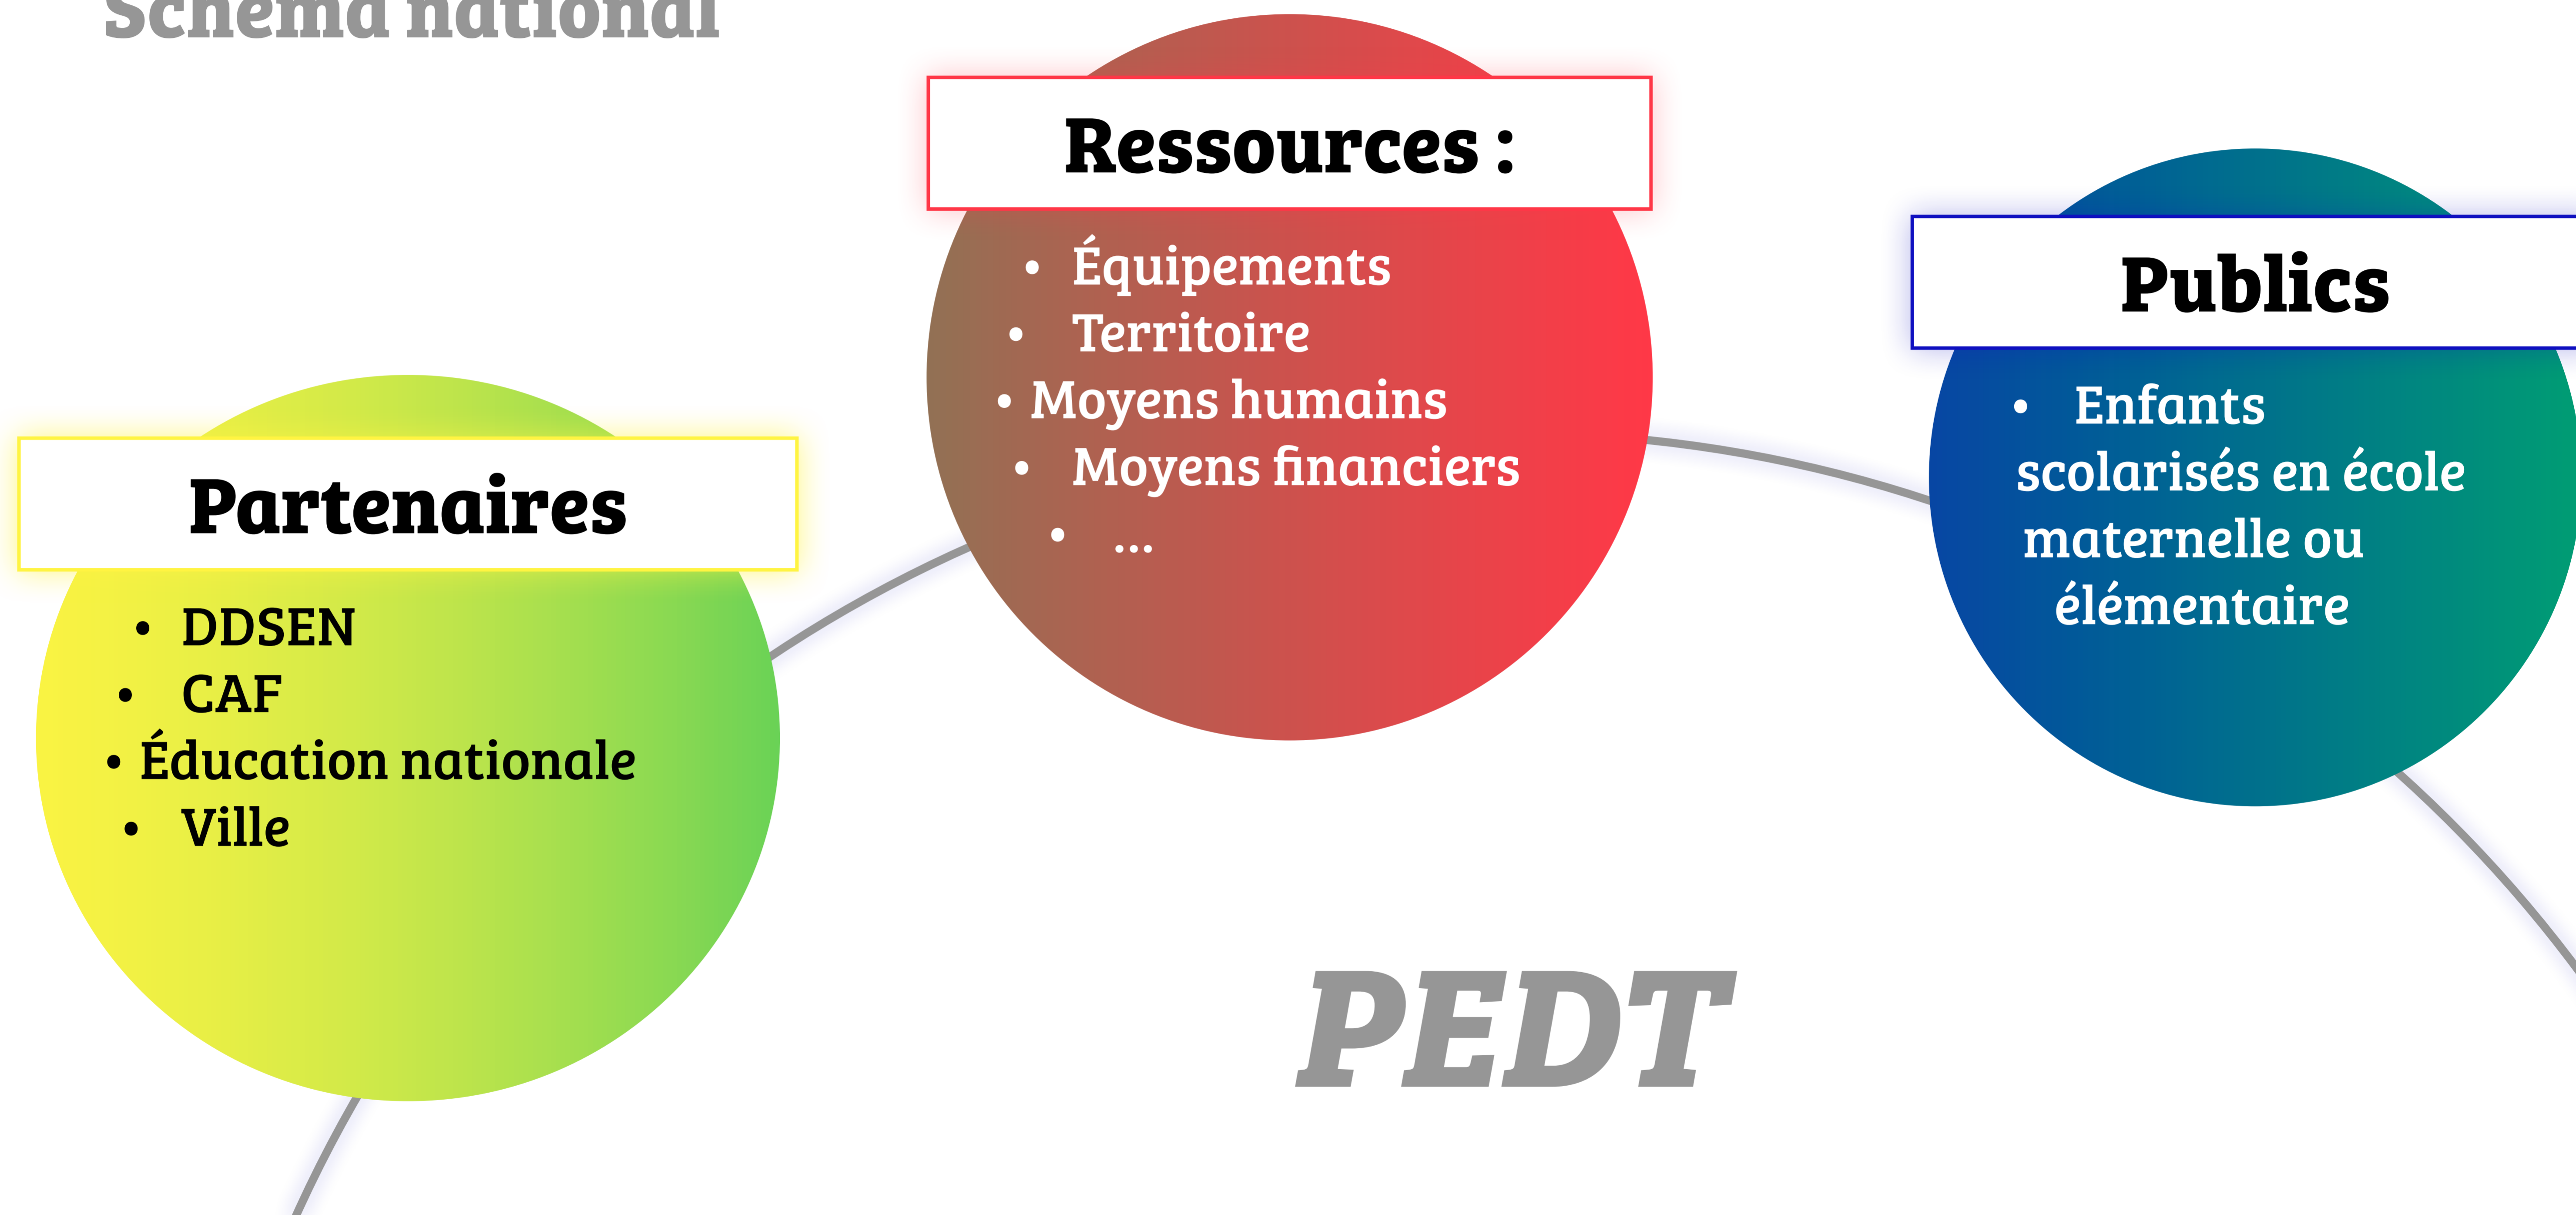 Schéma national
Ressources :
• Équipements
• Territoire
• Moyens humains
• Moyens financiers
• ...
Publics
• Enfants
scolarisés en école
maternelle ou
élémentaire
Partenaires
• DDSEN
• CAF
• Éducation nationale
• Ville
PEDT